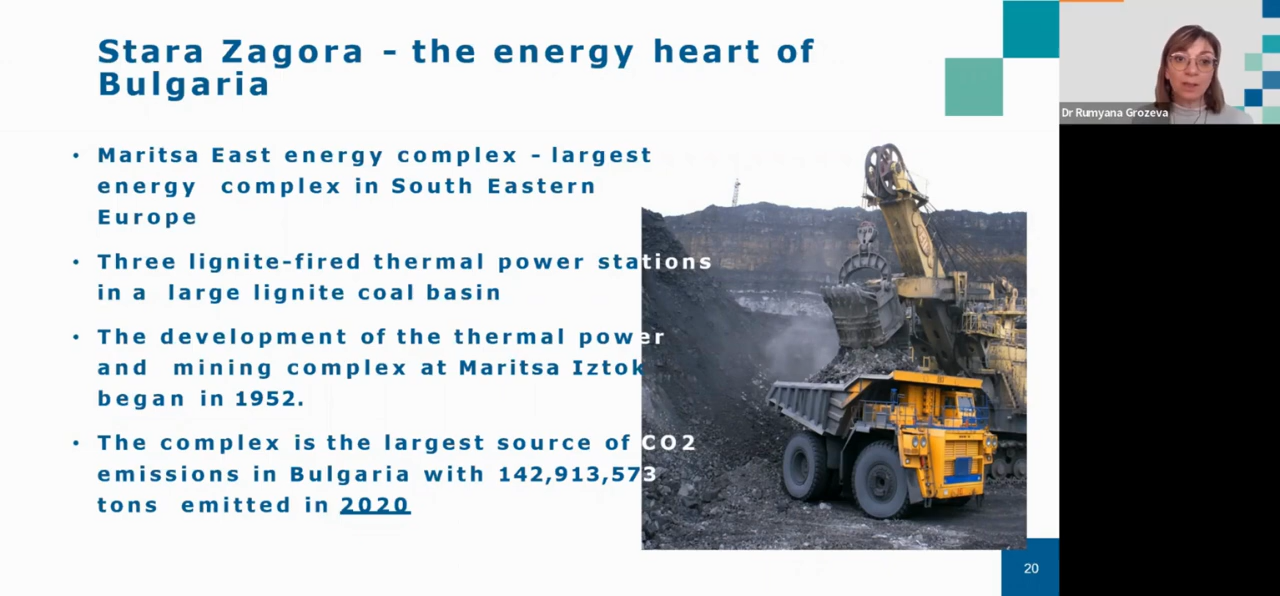 Stara Zagora - the energy heart of
Bulgaria
• Maritsa East energy complex - largest
energy complex in South Eastern
Europe
• Three lignite-fired thermal power stations
in a large lignite coal basin
• The development of the thermal power
and mining complex at Maritsa Iztok
began in 1952.
• The complex is the largest source of CO2
emissions in Bulgaria with 142,913,573
tons emitted in 2020
20
Dr Rumyana Grozeva